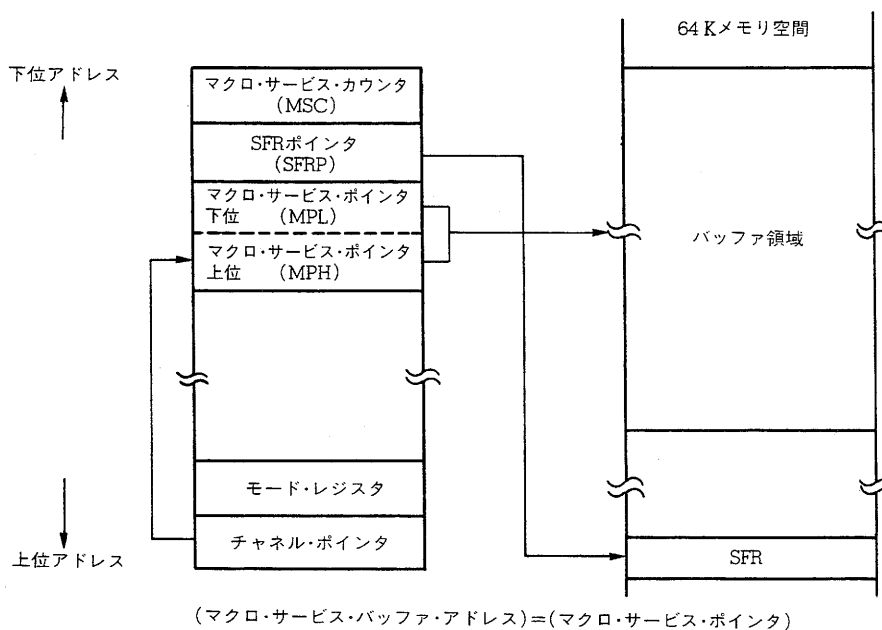 64Kメモリ空間
下位アドレス
マクロ・サービス・カウンタ
(MSC)
SFRポインタ
(SFRP)
マクロ・サービス・ポインタ
下位 (MPL)
マクロ・サービス・ポインタ
上位 (MPH)
バッファ領域
モード・レジスタ
チャネル・ポインタ
上位アドレス
SFR
(マクロ・サービス・バッファ・アドレス)=(マクロ・サービス・ポインタ)